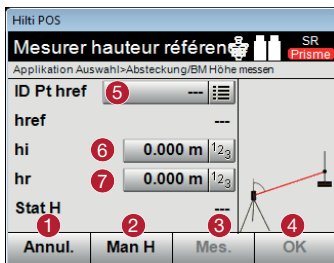 Hilti POS
Mesurer hauteur référen
SR
Prisme
Applikation Auswahl>Absteckung/BM Höhe messen
ID Pt href 5 ---
href ---
hi 6 0.000 m 123
hr 7 0.000 m 123
Stat H ---
1 2 3 4
Annul. Man H Mes. OK